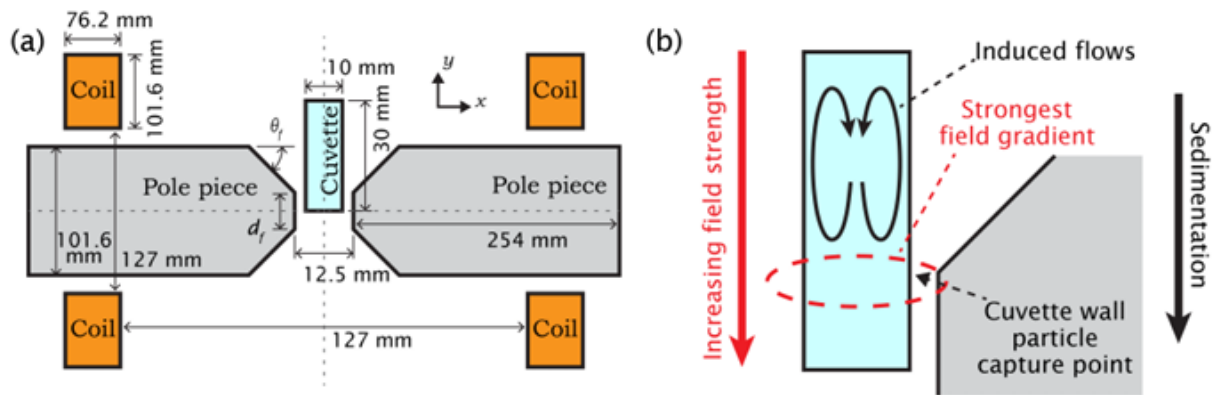 (a)
76.2 mm
Coil
101.6 mm
10 mm
y
x
Coil
Cuvette
30 mm
θf
Pole piece
Pole piece
df
101.6
mm
127 mm
254 mm
12.5 mm
Coil
127 mm
Coil
(b)
Increasing field strength
Induced flows
Strongest
field gradient
Sedimentation
Cuvette wall
particle
capture point